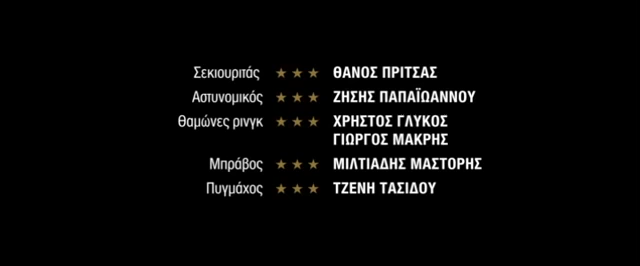 Σεκιουριτάς ★ ★ ★ ΘΑΝΟΣ ΠΡΙΤΣΑΣ
Αστυνομικός ★ ★ ★ ΖΗΣΗΣ ΠΑΠΑΪΩΑΝΝΟΥ
Θαμώνες ρινγκ ★ ★ ★ ΧΡΗΣΤΟΣ ΓΛΥΚΟΣ
ΓΙΩΡΓΟΣ ΜΑΚΡΗΣ
Μπράβος ★ ★ ★ ΜΙΛΤΙΑΔΗΣ ΜΑΣΤΟΡΗΣ
Πυγμάχος ★ ★ ★ ΤΖΕΝΗ ΤΑΣΙΔΟΥ